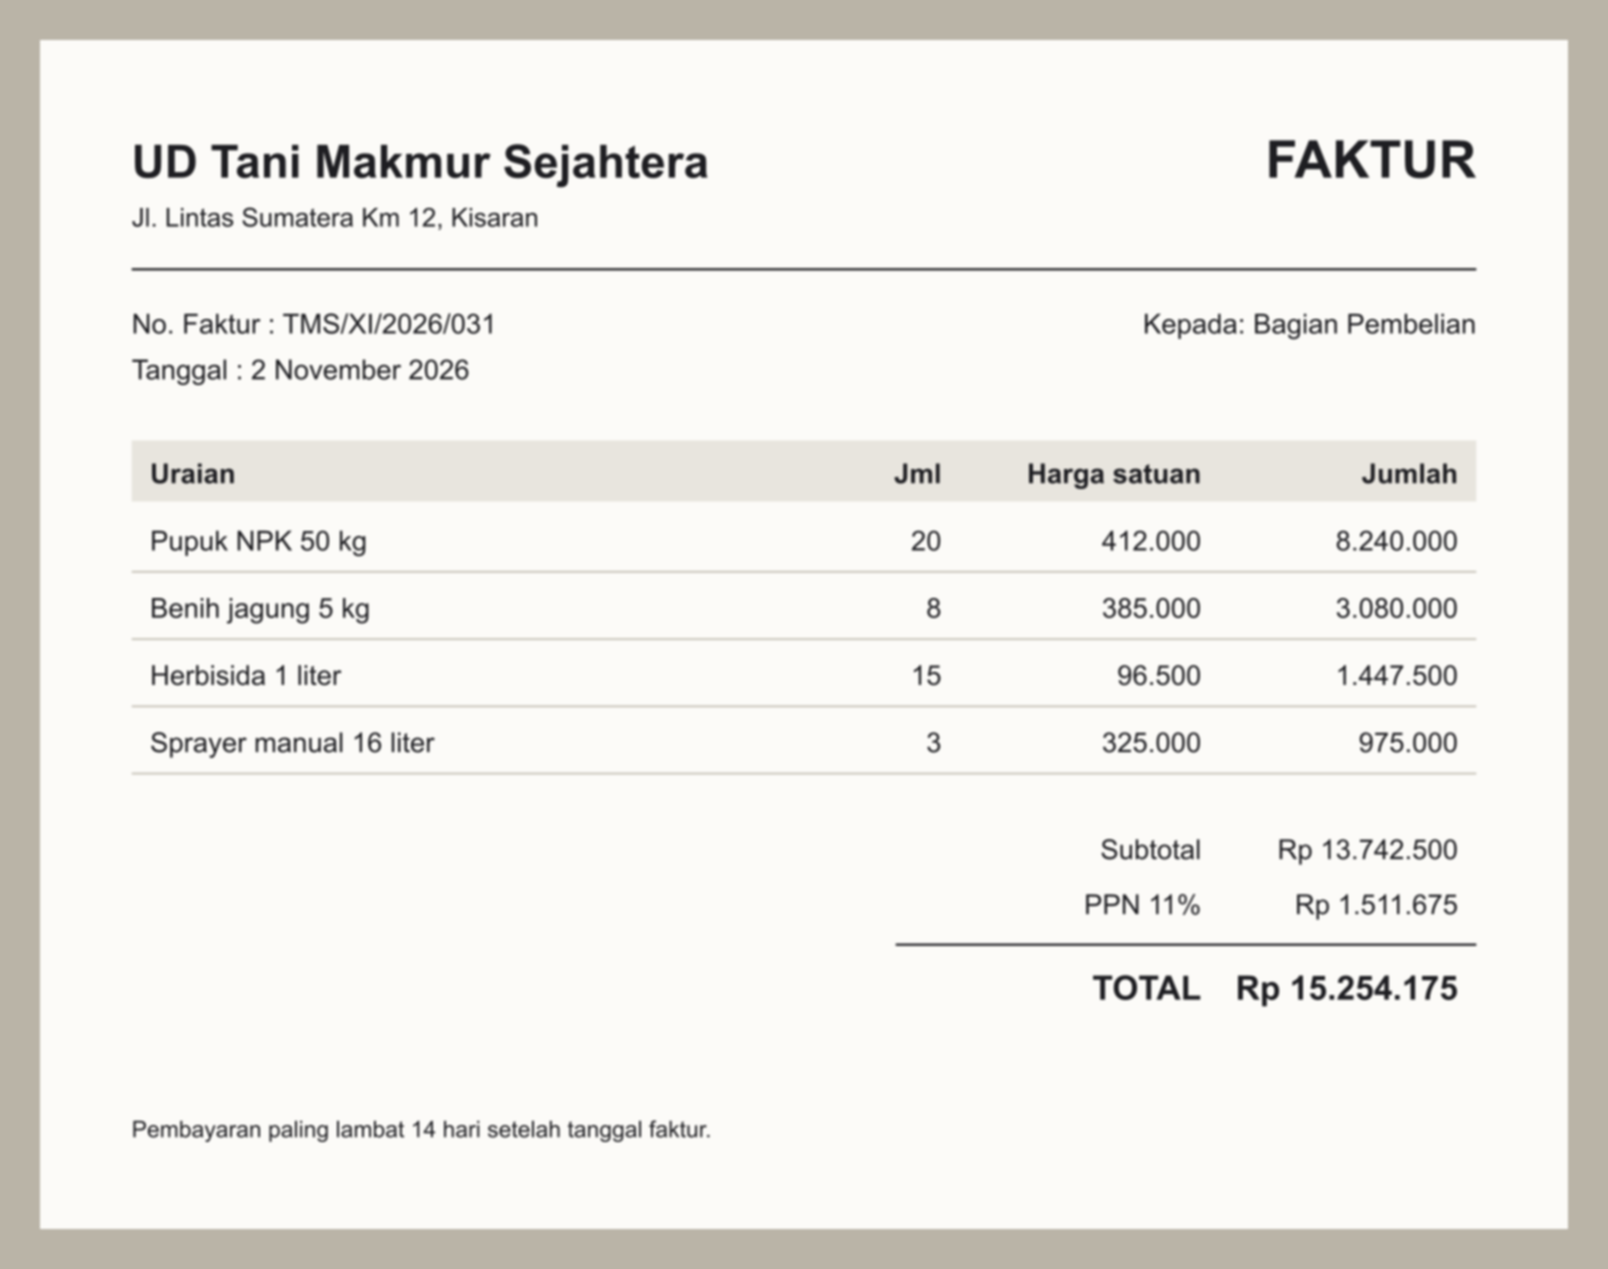 UD Tani Makmur Sejahtera
FAKTUR
Jl. Lintas Sumatera Km 12, Kisaran
No. Faktur : TMS/XI/2026/031
Kepada: Bagian Pembelian
Tanggal : 2 November 2026
Uraian Jml Harga satuan Jumlah
Pupuk NPK 50 kg 20 412.000 8.240.000
Benih jagung 5 kg 8 385.000 3.080.000
Herbisida 1 liter 15 96.500 1.447.500
Sprayer manual 16 liter 3 325.000 975.000
Subtotal Rp 13.742.500
PPN 11% Rp 1.511.675
TOTAL Rp 15.254.175
Pembayaran paling lambat 14 hari setelah tanggal faktur.